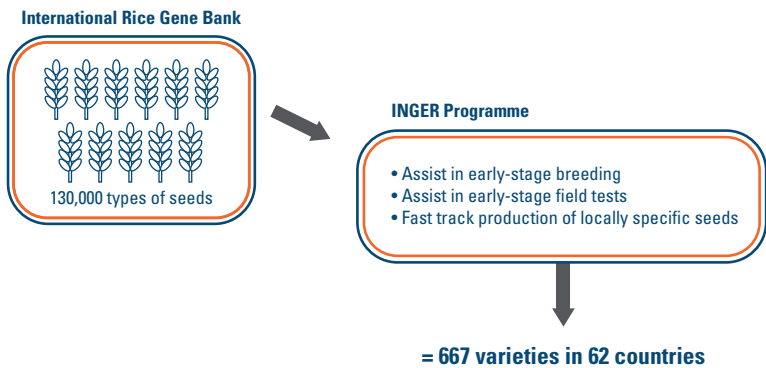 International Rice Gene Bank
130,000 types of seeds
INGER Programme
• Assist in early-stage breeding
• Assist in early-stage field tests
• Fast track production of locally specific seeds
= 667 varieties in 62 countries